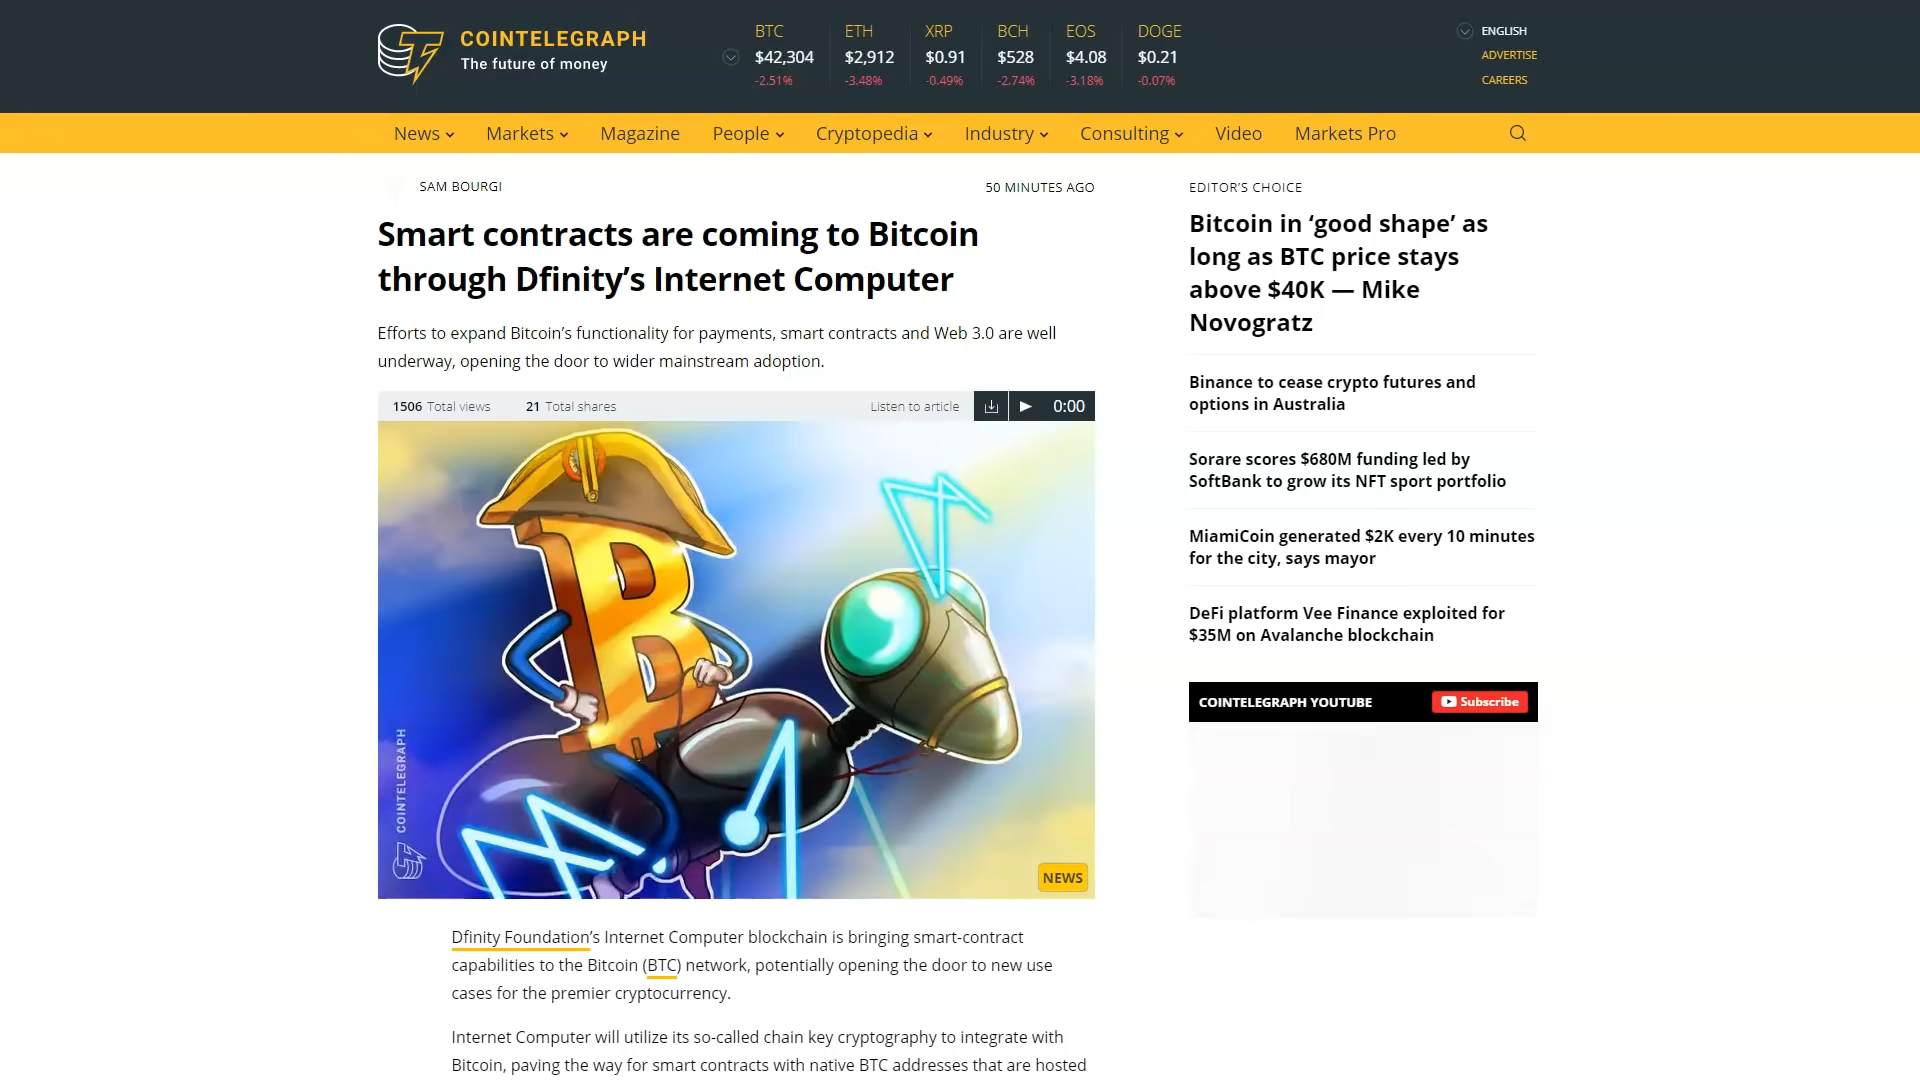 COINTELEGRAPH
The future of money
BTC
$42,304
-2.51%
ETH
$2,912
-3.48%
XRP
$0.91
-0.49%
BCH
$528
-2.74%
EOS
$4.08
-3.18%
DOGE
$0.21
-0.07%
ENGLISH
ADVERTISE
CAREERS
News
Markets
Magazine
People
Cryptopedia
Industry
Consulting
Video
Markets Pro
SAM BOURGI
50 MINUTES AGO
Smart contracts are coming to Bitcoin
through Dfinity’s Internet Computer
Efforts to expand Bitcoin’s functionality for payments, smart contracts and Web 3.0 are well
underway, opening the door to wider mainstream adoption.
1506 Total views
21 Total shares
Listen to article
0:00
COINTELEGRAPH
NEWS
Dfinity Foundation’s Internet Computer blockchain is bringing smart-contract
capabilities to the Bitcoin (BTC) network, potentially opening the door to new use
cases for the premier cryptocurrency.
Internet Computer will utilize its so-called chain key cryptography to integrate with
Bitcoin, paving the way for smart contracts with native BTC addresses that are hosted
EDITOR’S CHOICE
Bitcoin in ‘good shape’ as
long as BTC price stays
above $40K — Mike
Novogratz
Binance to cease crypto futures and
options in Australia
Sorare scores $680M funding led by
SoftBank to grow its NFT sport portfolio
MiamiCoin generated $2K every 10 minutes
for the city, says mayor
DeFi platform Vee Finance exploited for
$35M on Avalanche blockchain
COINTELEGRAPH YOUTUBE
Subscribe